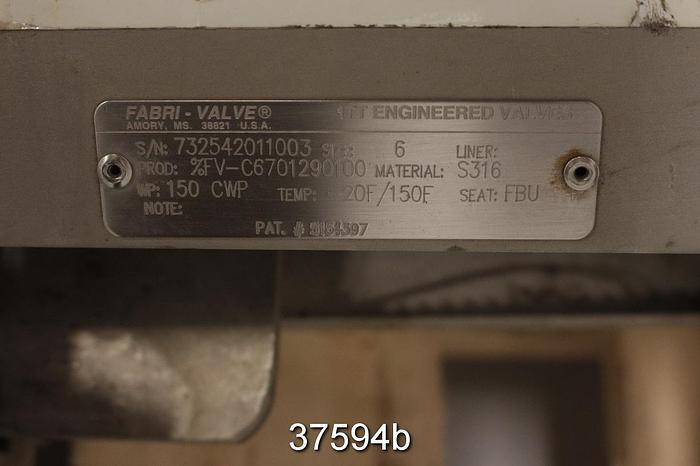 FABRI-VALVE® ITT ENGINEERED VALVES
AMORY, MS. 38821 U.S.A.
S/N: 732542011003 SIZE: 6 LINER:
PROD: %FV-C6701290100 MATERIAL: S316
WP: 150 CWP TEMP: -20F/150F SEAT: FBU
NOTE:
PAT. # 5154397
37594b